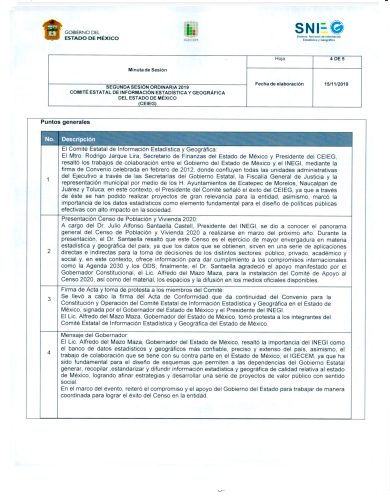 GOBIERNO DEL
ESTADO DE MÉXICO
SNIEG
Sistema Nacional de Información
Estadística y Geográfica
Minuta de Sesión
Hoja
4 DE 6
SEGUNDA SESIÓN ORDINARIA 2019
COMITÉ ESTATAL DE INFORMACIÓN ESTADÍSTICA Y GEOGRÁFICA
DEL ESTADO DE MÉXICO
(CEIEG)
Fecha de elaboración
15/11/2019
Puntos generales
No. Descripción
1
El Comité Estatal de Información Estadística y Geográfica:
El Mtro. Rodrigo Jarque Lira, Secretario de Finanzas del Estado de México y Presidente del CEIEG,
resaltó los trabajos de colaboración entre el Gobierno del Estado de México y el INEGI, mediante la
firma de Convenio celebrada en febrero de 2012, donde confluyen todas las unidades administrativas
del Ejecutivo a través de las Secretarías del Gobierno Estatal, la Fiscalía General de Justicia y la
representación municipal por medio de los H. Ayuntamientos de Ecatepec de Morelos, Naucalpan de
Juárez y Toluca; en este contexto, el Presidente del Comité señaló el éxito del CEIEG, ya que a través
de éste se han podido realizar proyectos de gran relevancia para la entidad, asimismo, marcó la
importancia de los datos estadísticos como elemento fundamental para el diseño de políticas públicas
efectivas con alto impacto en la sociedad.
2
Presentación Censo de Población y Vivienda 2020:
A cargo del Dr. Julio Alfonso Santaella Castell, Presidente del INEGI, se dio a conocer el panorama
general del Censo de Población y Vivienda 2020 a realizarse en marzo del próximo año. Durante la
presentación, el Dr. Santaella resaltó que este Censo es el ejercicio de mayor envergadura en materia
estadística y geográfica del país, ya que los datos que se obtienen, sirven en una serie de aplicaciones
directas e indirectas para la toma de decisiones de los distintos sectores: público, privado, académico y
social y, en este contexto, ofrece información para dar cumplimiento a los compromisos internacionales
como la Agenda 2030 y los ODS; finalmente, el Dr. Santaella agradeció el apoyo manifestado por el
Gobernador Constitucional, el Lic. Alfredo del Mazo Maza, para la instalación del Comité de Apoyo al
Censo 2020, así como del material, los espacios y la difusión en los medios oficiales disponibles.
3
Firma de Acta y toma de protesta a los miembros del Comité:
Se llevó a cabo la firma del Acta de Conformidad que da continuidad del Convenio para la
Constitución y Operación del Comité Estatal de Información Estadística y Geográfica en el Estado de
México, signada por el Gobernador del Estado de México y el Presidente de INEGI.
El Lic. Alfredo del Mazo Maza, Gobernador del Estado de México, tomó protesta a los integrantes del
Comité Estatal de Información Estadística y Geográfica del Estado de México.
4
Mensaje del Gobernador:
El Lic. Alfredo Del Mazo Maza, Gobernador del Estado de México, resaltó la importancia del INEGI como
el banco de datos estadísticos y geográficos más confiable, preciso y extenso del país, asimismo, el
trabajo de colaboración que se tiene con su contra parte en el Estado de México, el IGECEM, ya que ha
sido fundamental para el diseño de esquemas que permiten a las dependencias del Gobierno Estatal
generar, recopilar ,estandarizar y difundir información estadística y geográfica de calidad relativa al estado
de México, logrando afinar estrategias y desarrollar una serie de proyectos de valor público con sentido
social.
En el marco del evento, reiteró el compromiso y el apoyo del Gobierno del Estado para trabajar de manera
coordinada para lograr el éxito del Censo en la entidad.